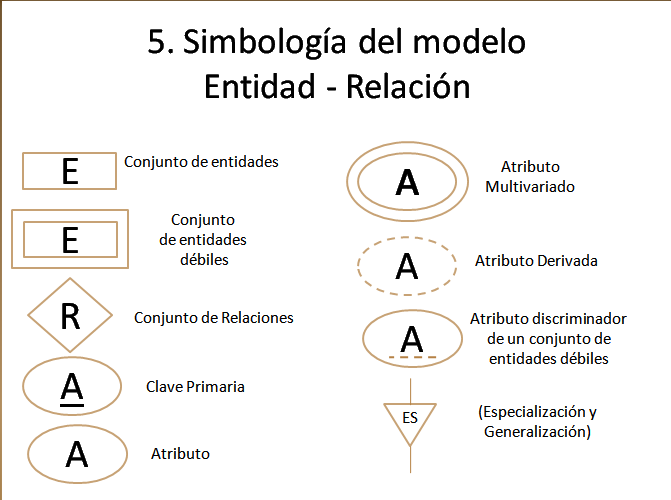 5. Simbología del modelo
Entidad - Relación
E
Conjunto de entidades
E
Conjunto
de entidades
débiles
R
Conjunto de Relaciones
A
Clave Primaria
A
Atributo
A
Atributo
Multivariado
A
Atributo Derivada
A
Atributo discriminador
de un conjunto de
entidades débiles
ES
(Especialización y
Generalización)